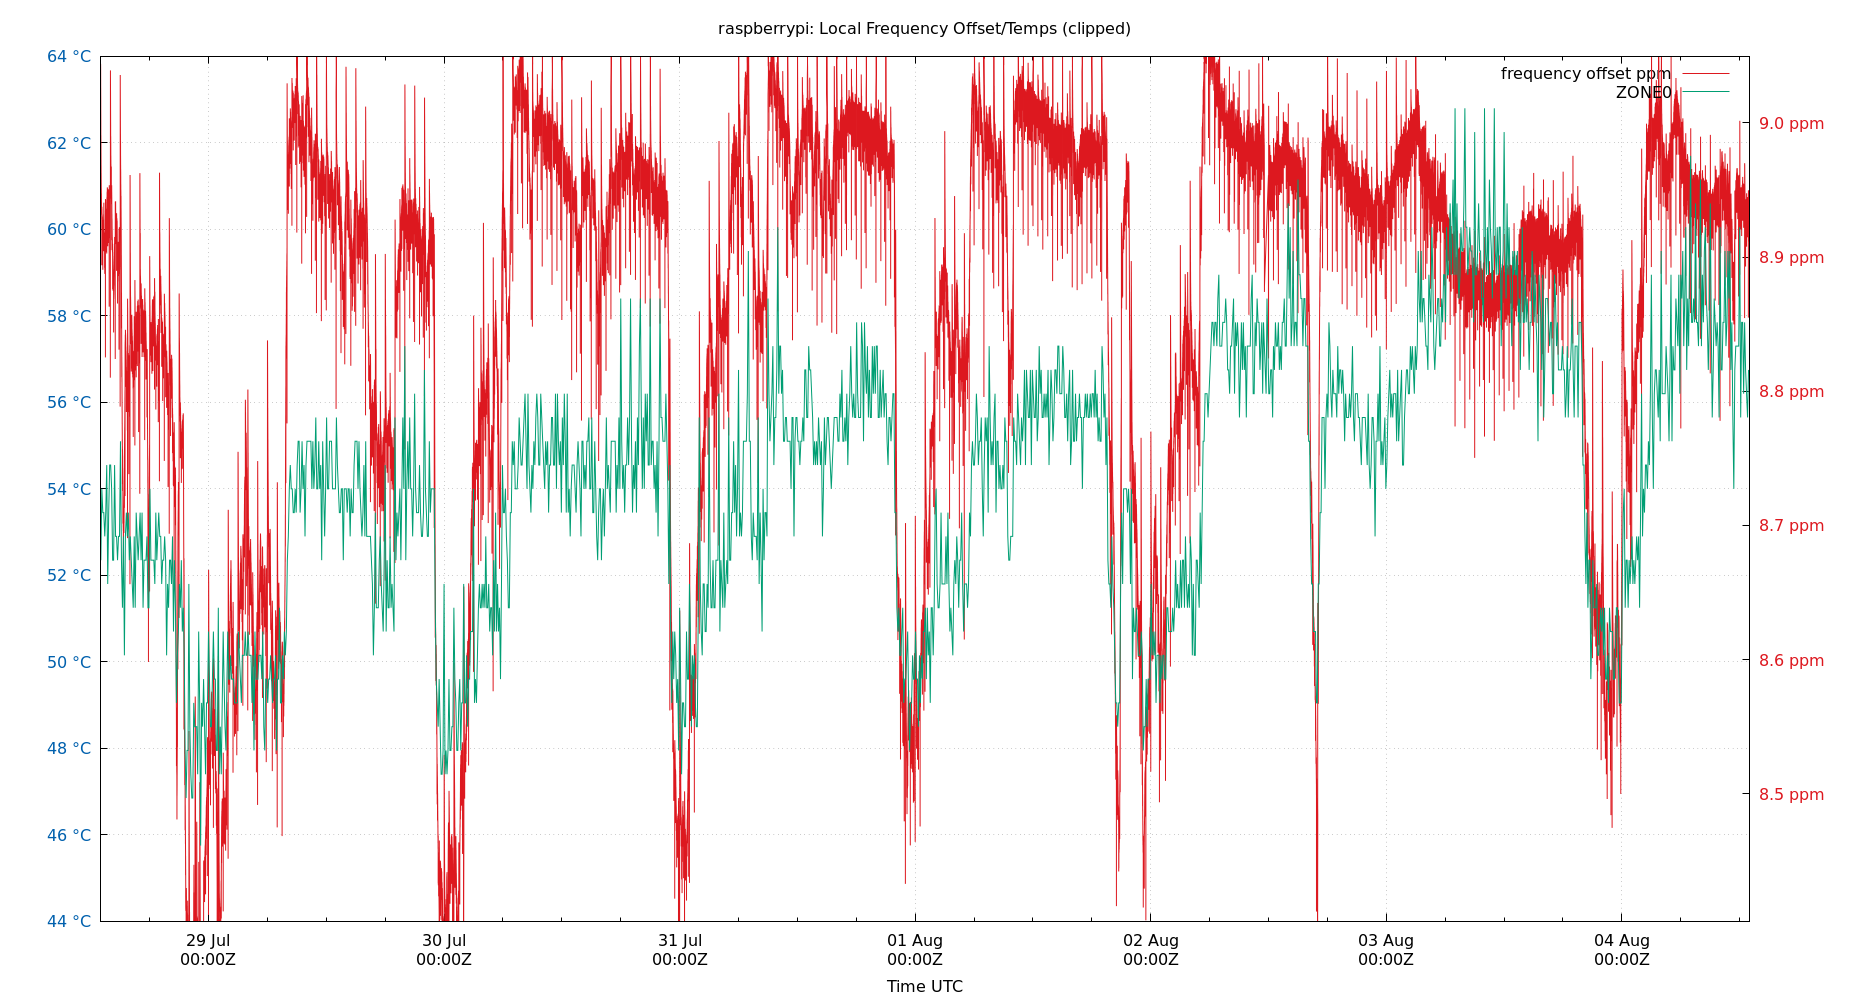 raspberrypi: Local Frequency Offset/Temps (clipped)
64 °C
62 °C
60 °C
58 °C
56 °C
54 °C
52 °C
50 °C
48 °C
46 °C
44 °C
frequency offset ppm
ZONE0
9.0 ppm
8.9 ppm
8.8 ppm
8.7 ppm
8.6 ppm
8.5 ppm
29 Jul 30 Jul 31 Jul 01 Aug 02 Aug 03 Aug 04 Aug
00:00Z 00:00Z 00:00Z 00:00Z 00:00Z 00:00Z 00:00Z
Time UTC